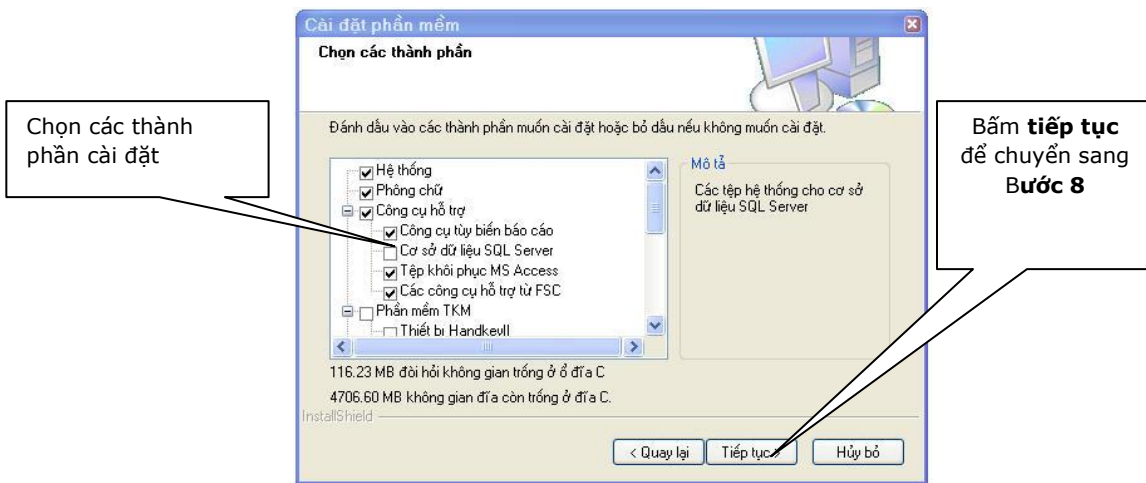 Cài đặt phần mềm
Chọn các thành phần
Chọn các thành
phần cài đặt
Đánh dấu vào các thành phần muốn cài đặt hoặc bỏ dấu nếu không muốn cài đặt.
Hệ thống
Phông chữ
Công cụ hỗ trợ
Công cụ tùy biến báo cáo
Cơ sở dữ liệu SQL Server
Tệp khôi phục MS Access
Các công cụ hỗ trợ từ FSC
Phần mềm TKM
Thiết bị HandkeyII
Mô tả
Các tệp hệ thống cho cơ sở
dữ liệu SQL Server
Bấm tiếp tục
để chuyển sang
Bước 8
116.23 MB đòi hỏi không gian trống ở ổ đĩa C
4706.60 MB không gian đĩa còn trống ở đĩa C.
InstallShield
< Quay lại
Tiếp tục >
Hủy bỏ